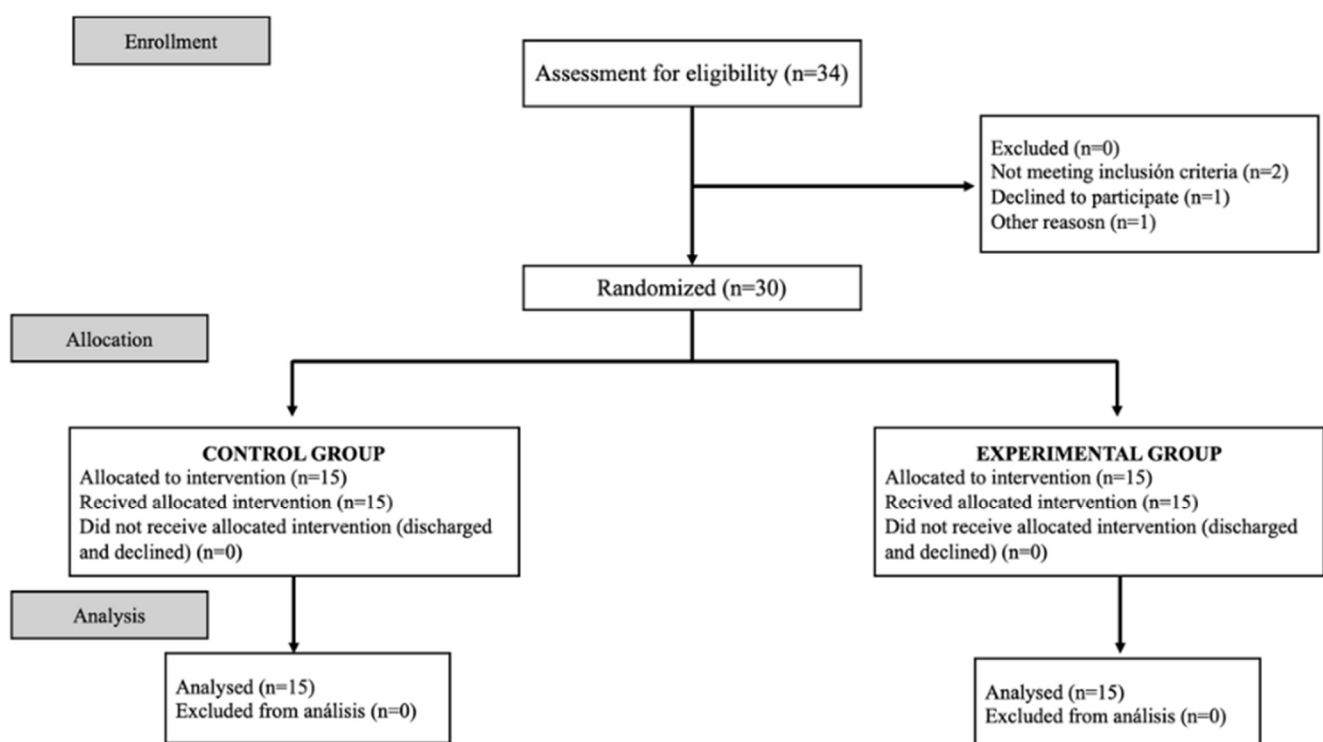 Enrollment
Assessment for eligibility (n=34)
Excluded (n=0)
Not meeting inclusión criteria (n=2)
Declined to participate (n=1)
Other reasosn (n=1)
Randomized (n=30)
Allocation
CONTROL GROUP
Allocated to intervention (n=15)
Recived allocated intervention (n=15)
Did not receive allocated intervention (discharged
and declined) (n=0)
EXPERIMENTAL GROUP
Allocated to intervention (n=15)
Recived allocated intervention (n=15)
Did not receive allocated intervention (discharged
and declined) (n=0)
Analysis
Analysed (n=15)
Excluded from análisis (n=0)
Analysed (n=15)
Excluded from análisis (n=0)